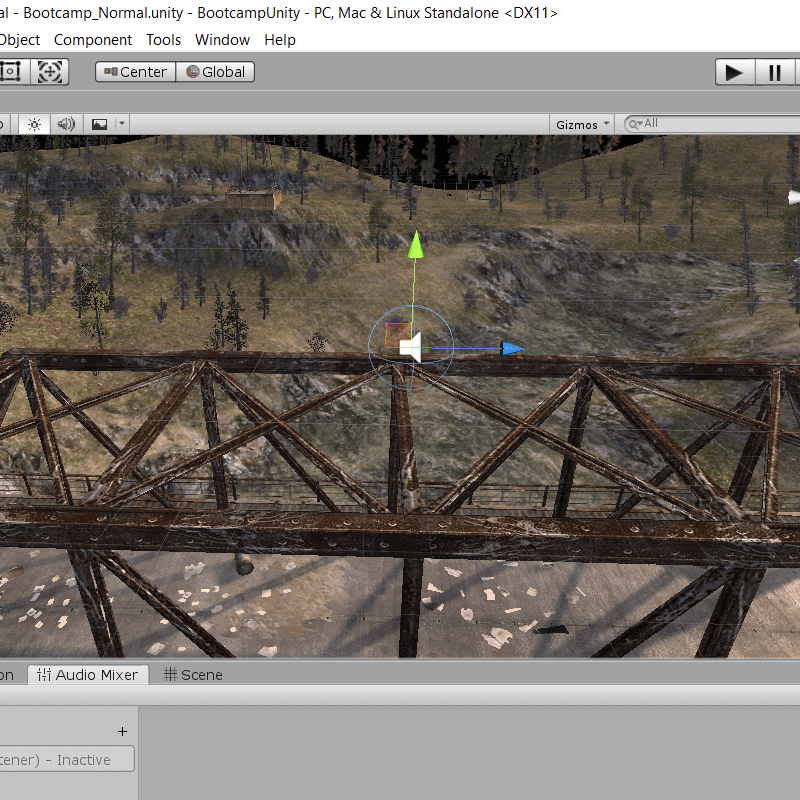 al - Bootcamp_Normal.unity - BootcampUnity - PC, Mac & Linux Standalone <DX11>
Object Component Tools Window Help
Center Global
Gizmos All
on Audio Mixer Scene
+
tener) - Inactive